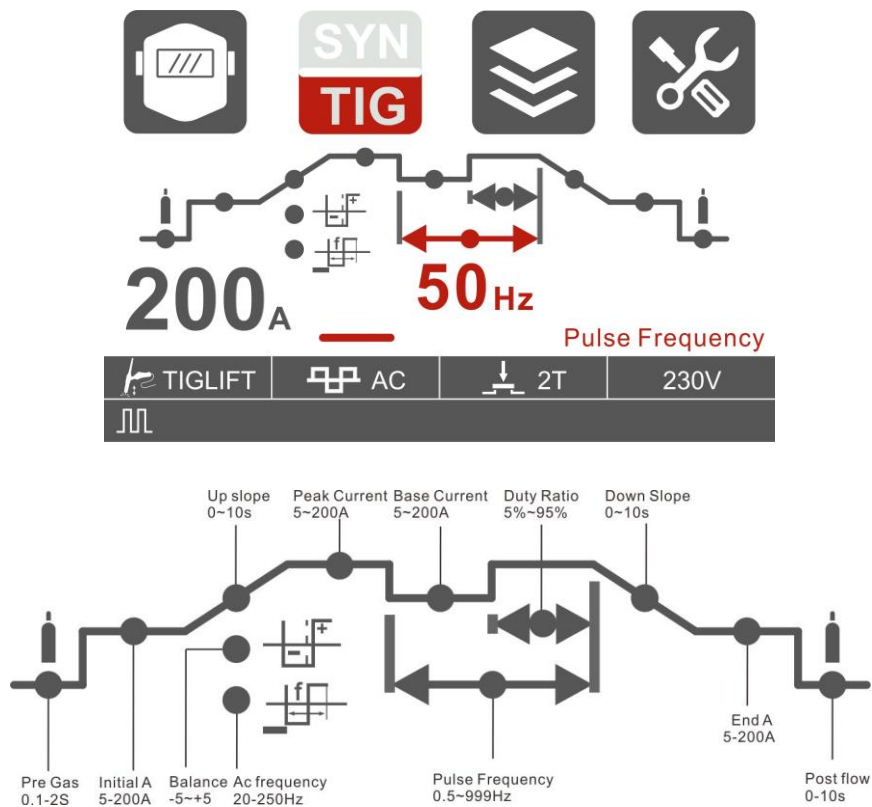 SYN
TIG
f
200A
50Hz
Pulse Frequency
TIGLIFT AC 2T 230V
Up slope
0~10s
Peak Current
5~200A
Base Current
5~200A
Duty Ratio
5%~95%
Down Slope
0~10s
f
Pre Gas
0.1-2S
Initial A
5-200A
Balance
-5~+5
Ac frequency
20-250Hz
Pulse Frequency
0.5~999Hz
End A
5-200A
Post flow
0-10s